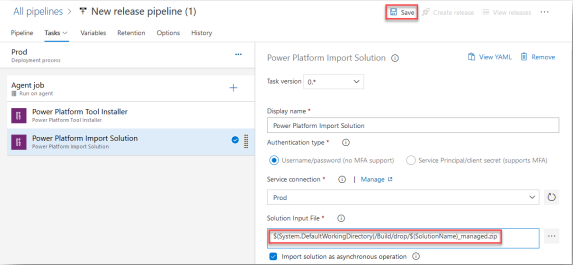 All pipelines > New release pipeline (1)
Save Create release View releases ...
Pipeline Tasks Variables Retention Options History
Prod
Deployment process
Agent job
Run on agent
Power Platform Tool Installer
Power Platform Tool Installer
Power Platform Import Solution
Power Platform Import Solution
Power Platform Import Solution View YAML Remove
Task version 0.*
Display name *
Power Platform Import Solution
Authentication type *
Username/password (no MFA support) Service Principal/client secret (supports MFA)
Service connection * | Manage
Prod
Solution Input File *
$(System.DefaultWorkingDirectory)/Build/drop/$(SolutionName)_managed.zip
Import solution as asynchronous operation